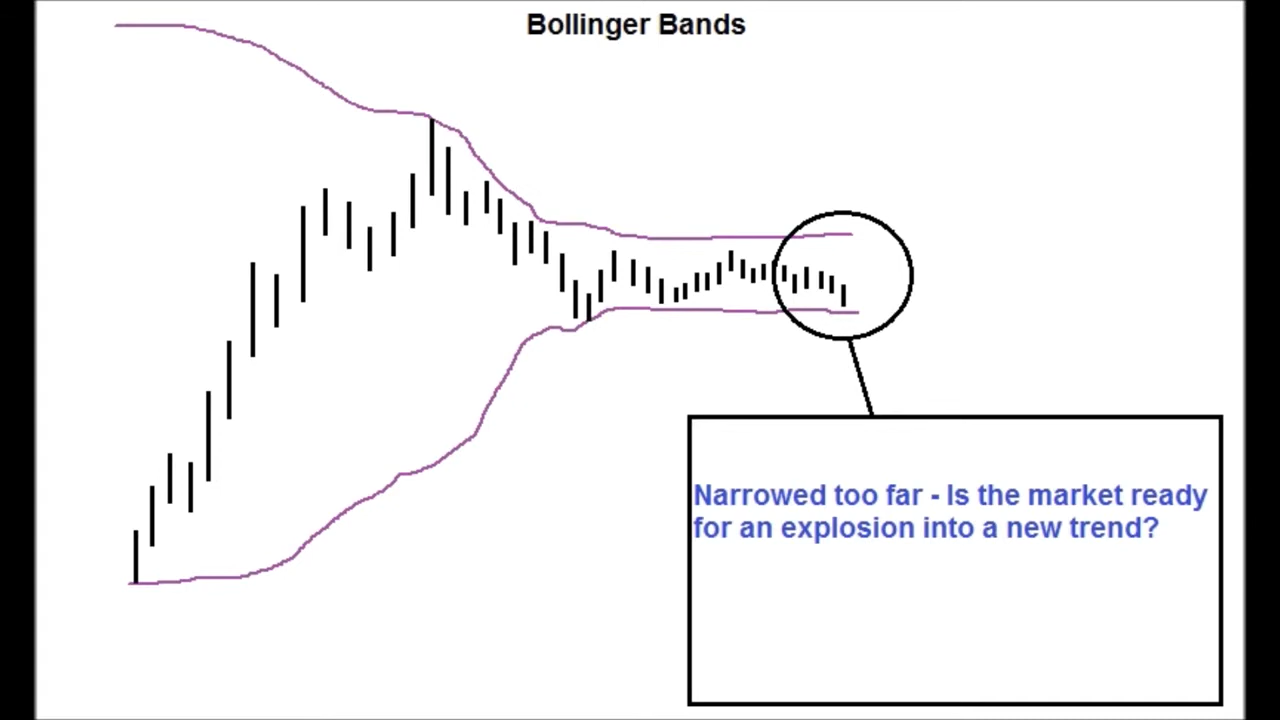 Bollinger Bands
Narrowed too far - Is the market ready
for an explosion into a new trend?